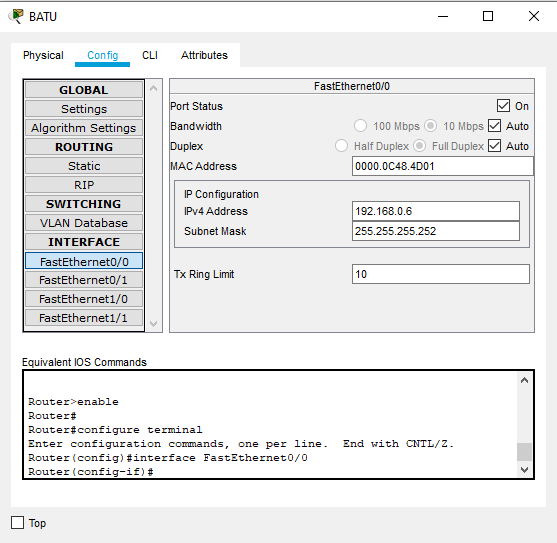 BATU
Physical Config CLI Attributes
GLOBAL
Settings
Algorithm Settings
ROUTING
Static
RIP
SWITCHING
VLAN Database
INTERFACE
FastEthernet0/0
FastEthernet0/1
FastEthernet1/0
FastEthernet1/1
FastEthernet0/0
Port Status On
Bandwidth 100 Mbps 10 Mbps Auto
Duplex Half Duplex Full Duplex Auto
MAC Address 0000.0C48.4D01
IP Configuration
IPv4 Address 192.168.0.6
Subnet Mask 255.255.255.252
Tx Ring Limit 10
Equivalent IOS Commands
Router>enable
Router#
Router#configure terminal
Enter configuration commands, one per line. End with CNTL/Z.
Router(config)#interface FastEthernet0/0
Router(config-if)#
Top